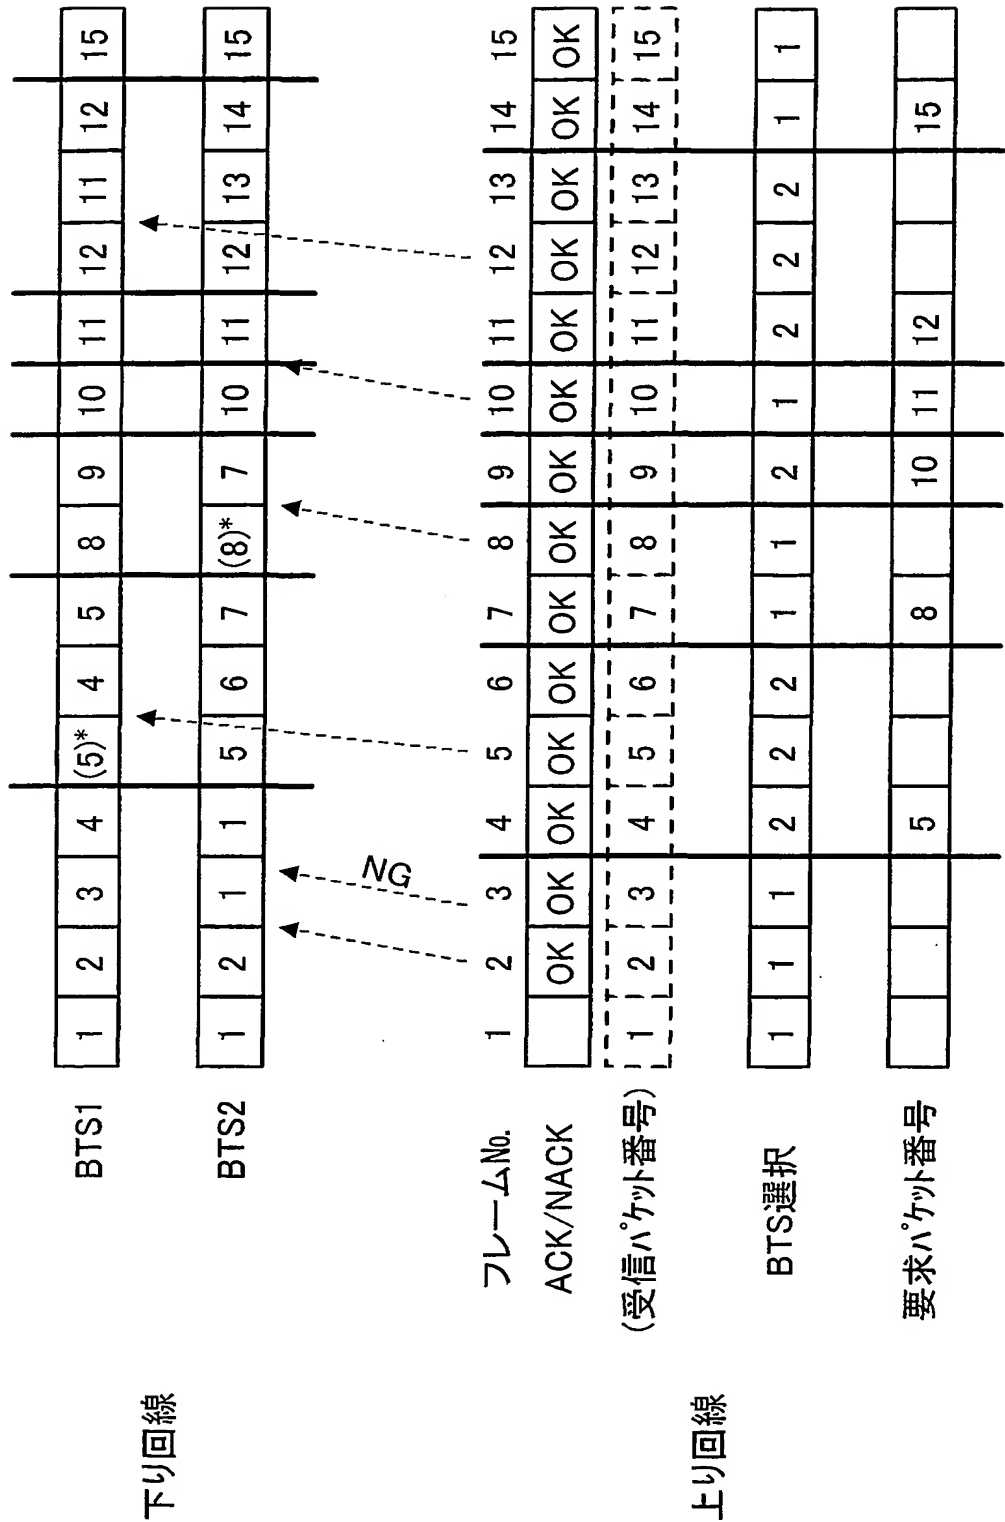 下り回線
BTS1 1 2 3 4 (5)* 4 5 8 9 10 11 12 11 12 15
BTS2 1 2 1 1 5 6 7 (8)* 7 10 11 12 13 14 15
NG
上り回線
フレームNo. 1 2 3 4 5 6 7 8 9 10 11 12 13 14 15
ACK/NACK OK OK OK OK OK OK OK OK OK OK OK OK OK OK
(受信パケット番号) 1 2 3 4 5 6 7 8 9 10 11 12 13 14 15
BTS選択 1 1 1 2 2 2 1 1 2 1 2 2 2 1 1
要求パケット番号 5 8 10 11 12 15